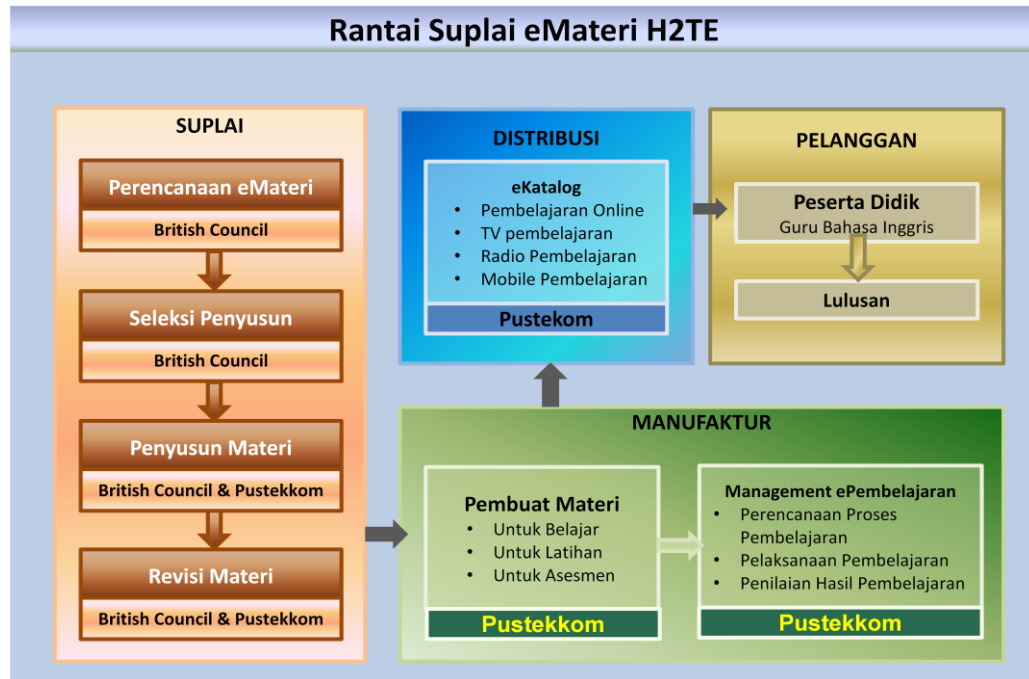 Rantai Suplai eMateri H2TE
SUPLAI
Perencanaan eMateri
British Council
Seleksi Penyusun
British Council
Penyusun Materi
British Council & Pustekkom
Revisi Materi
British Council & Pustekkom
DISTRIBUSI
eKatalog
• Pembelajaran Online
• TV pembelajaran
• Radio Pembelajaran
• Mobile Pembelajaran
Pustekom
PELANGGAN
Peserta Didik
Guru Bahasa Inggris
Lulusan
MANUFAKTUR
Pembuat Materi
• Untuk Belajar
• Untuk Latihan
• Untuk Asesmen
Pustekkom
Management ePembelajaran
• Perencanaan Proses
Pembelajaran
• Pelaksanaan Pembelajaran
• Penilaian Hasil Pembelajaran
Pustekkom